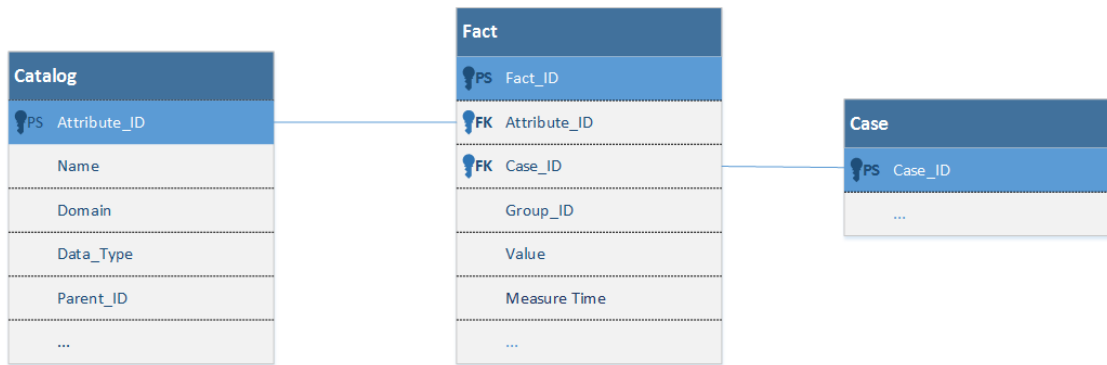 Catalog
PS Attribute_ID
Name
Domain
Data_Type
Parent_ID
...
Fact
PS Fact_ID
FK Attribute_ID
FK Case_ID
Group_ID
Value
Measure Time
...
Case
PS Case_ID
...